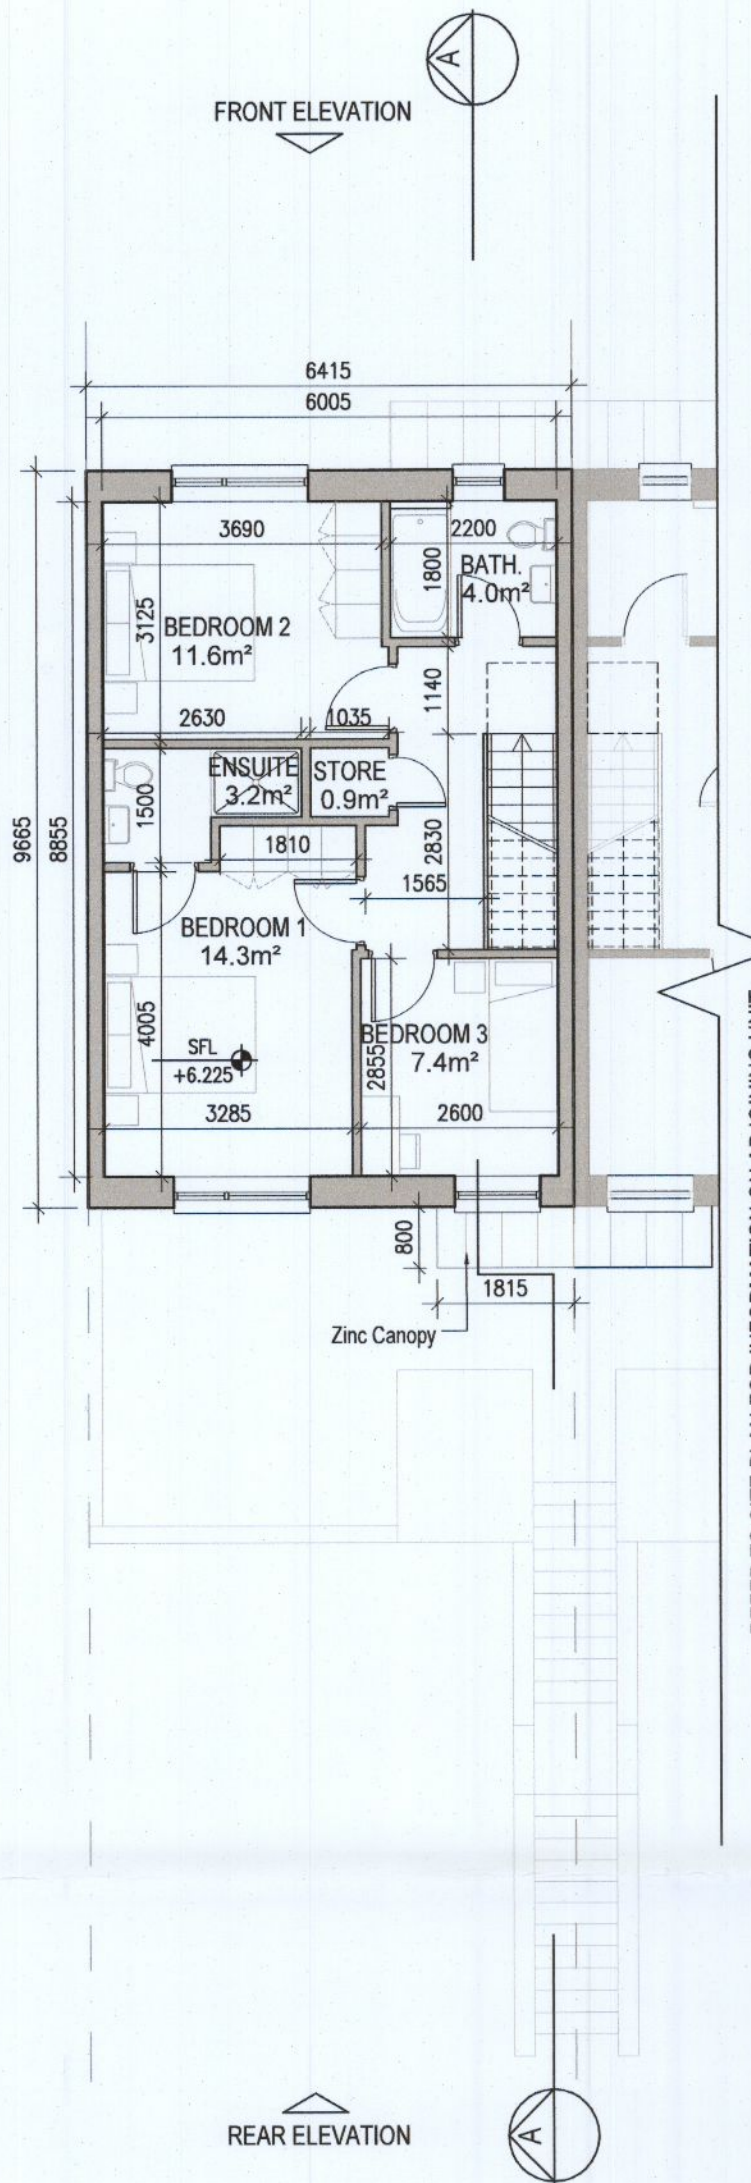 A
FRONT ELEVATION
6415
6005
3690
2200
1800
BATH.
4.0m²
3125
BEDROOM 2
11.6m²
1140
2630
1035
ENSUITE
3.2m²
STORE
0.9m²
1500
9665
8855
2830
1810
1565
BEDROOM 1
14.3m²
4005
SFL
+6.225
BEDROOM 3
7.4m²
2855
3285
2600
800
1815
Zinc Canopy
REAR ELEVATION
A